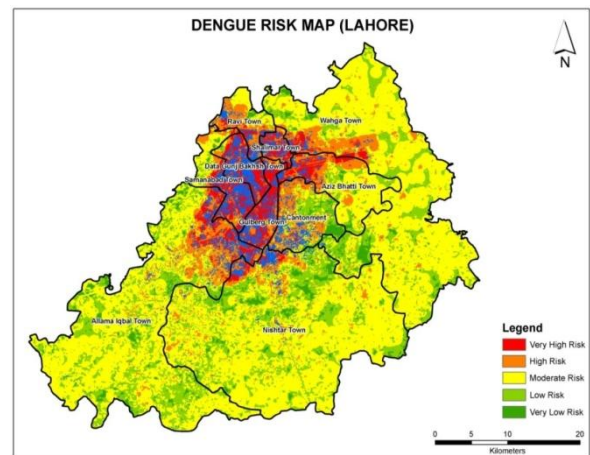 DENGUE RISK MAP (LAHORE)
N
Ravi Town
Wahga Town
Shalimar Town
Data Gunj Bakhsh Town
Samanabad Town
Aziz Bhatti Town
Gulberg Town
Cantonment
Allama Iqbal Town
Nishtar Town
Legend
Very High Risk
High Risk
Moderate Risk
Low Risk
Very Low Risk
0 5 10 20
Kilometers